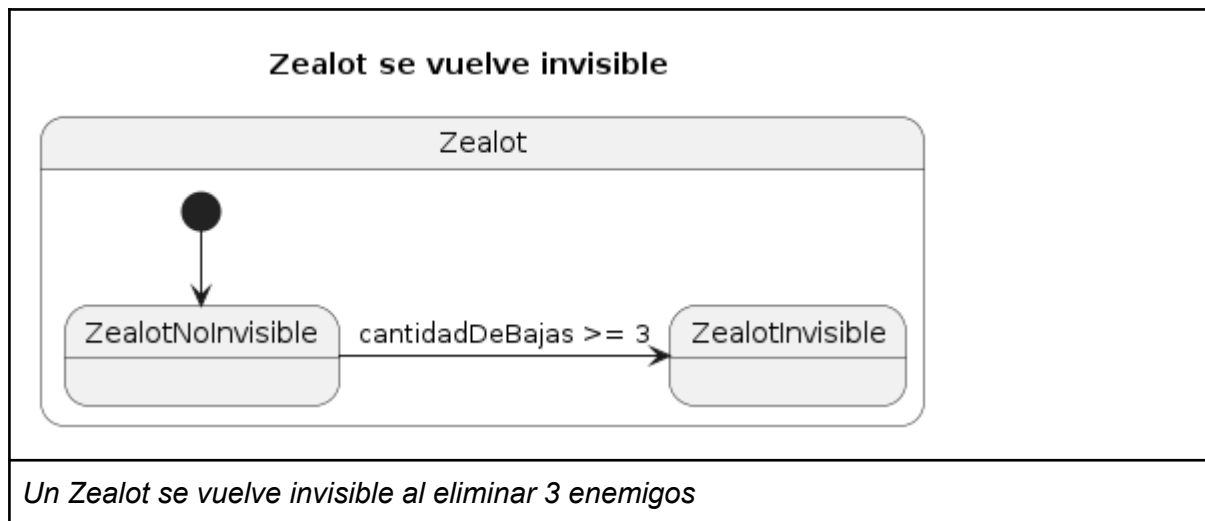 Zealot se vuelve invisible
Zealot
ZealotNoInvisible
cantidadDeBajas >= 3
ZealotInvisible
Un Zealot se vuelve invisible al eliminar 3 enemigos